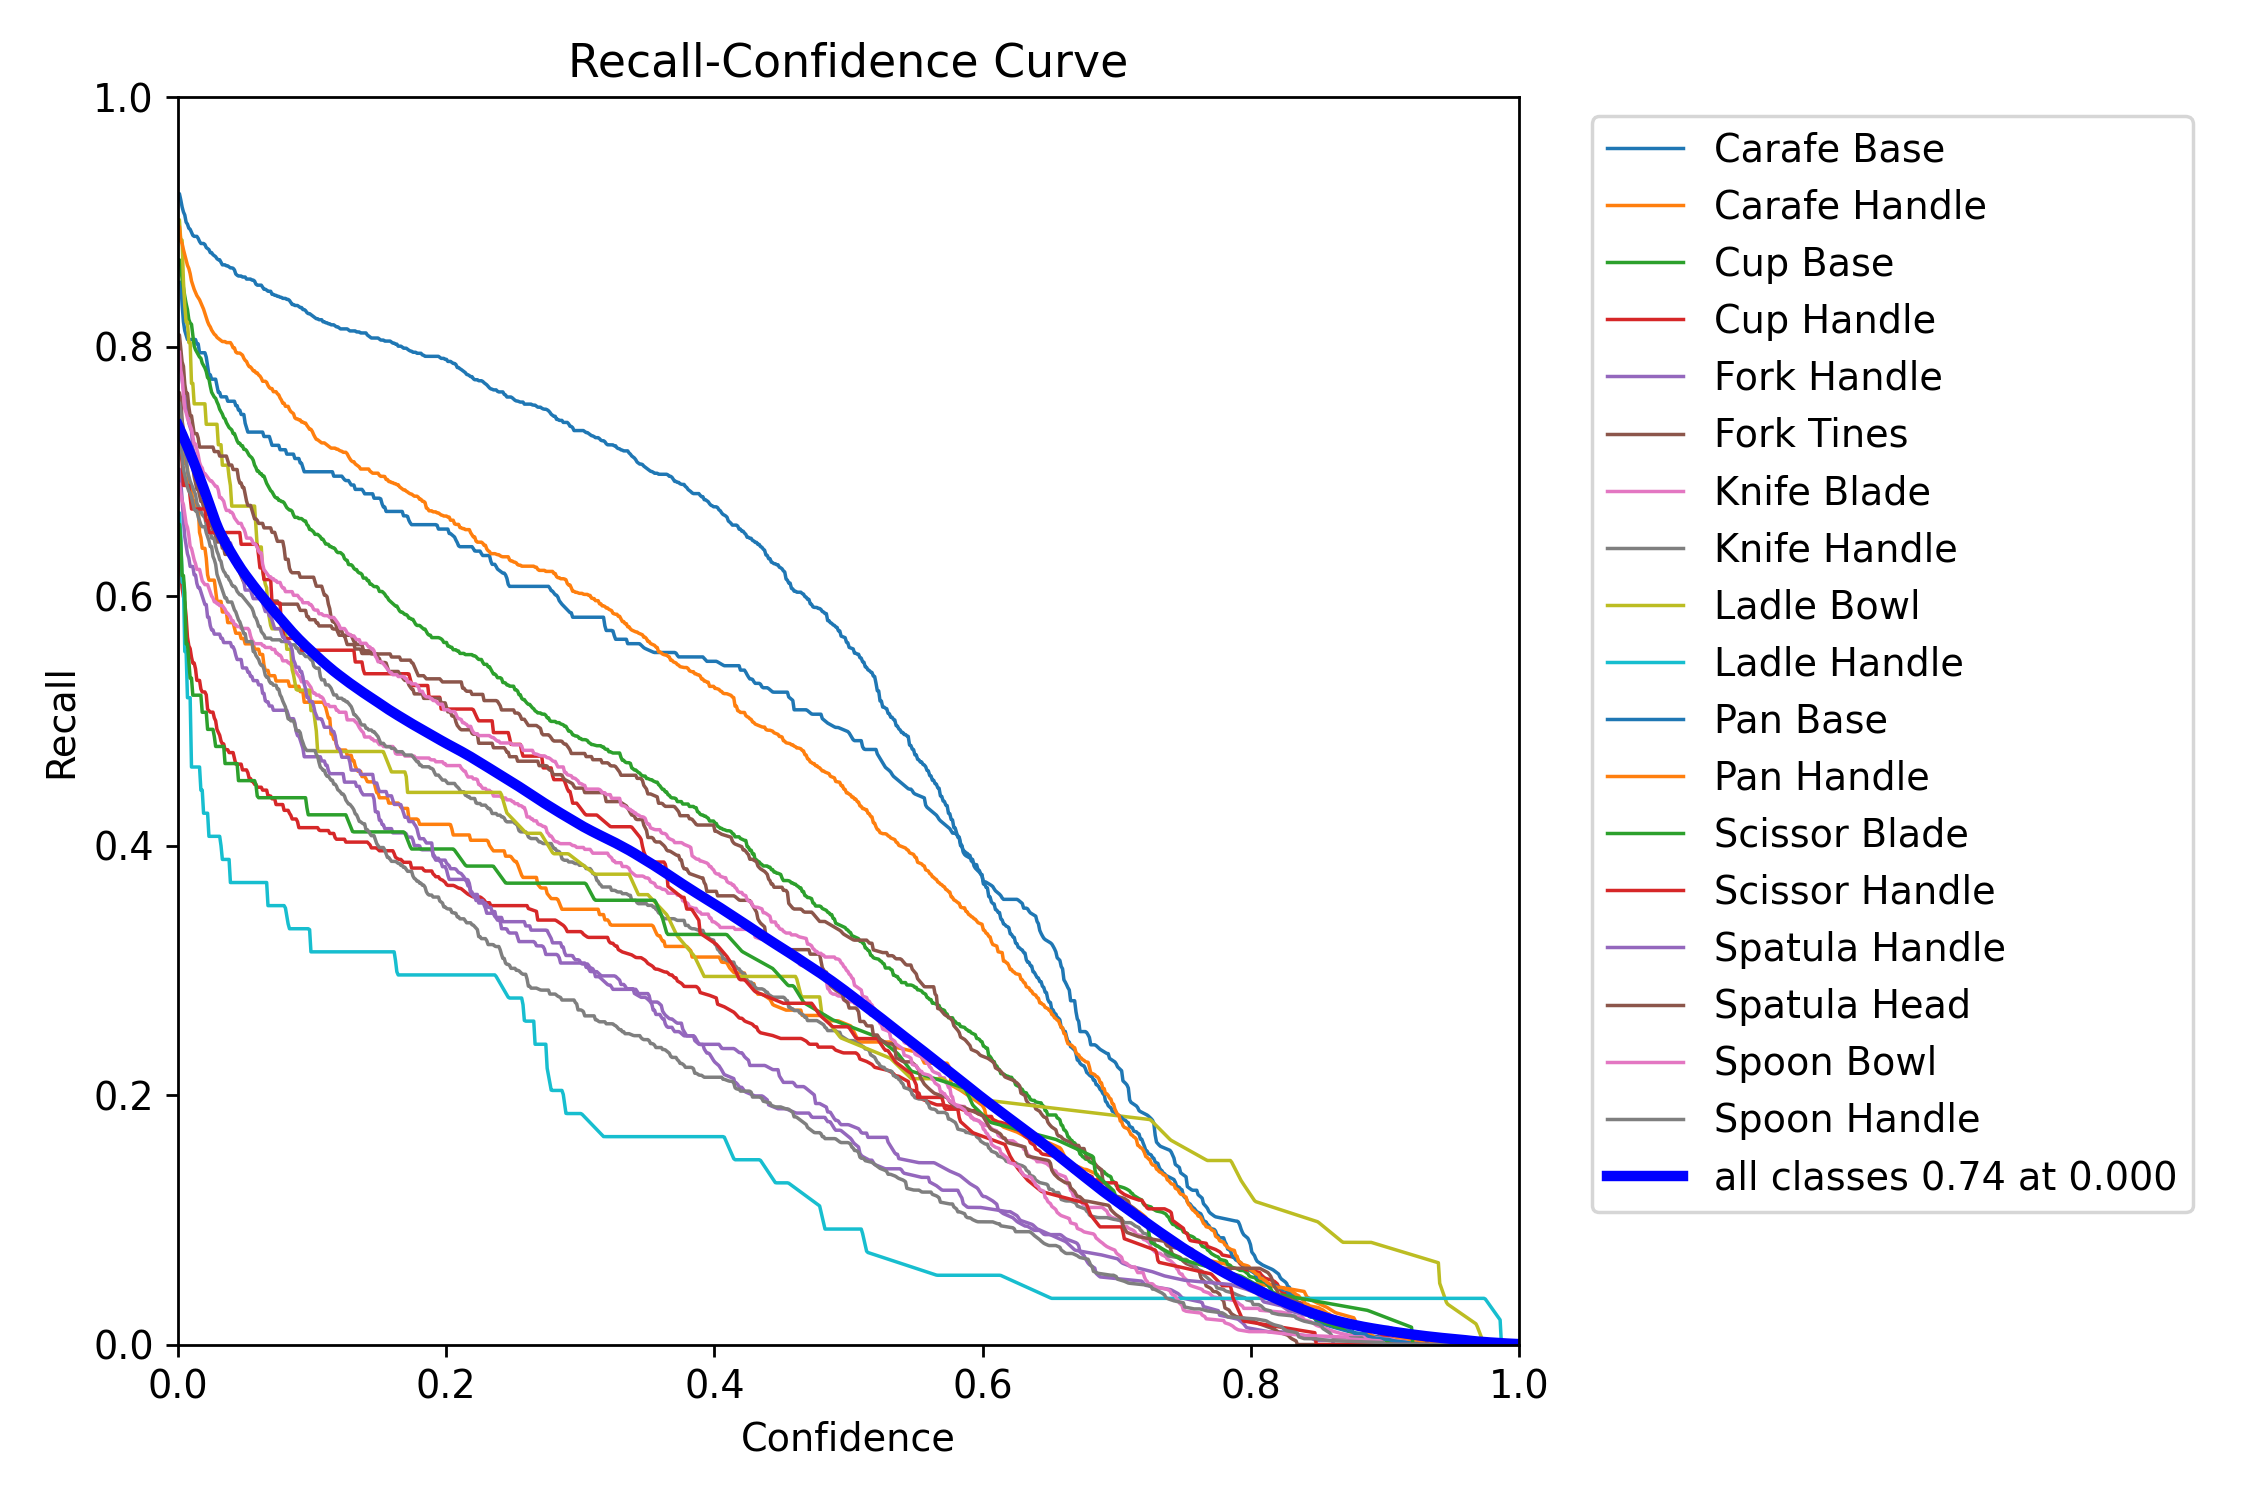 Recall-Confidence Curve
1.0
0.8
0.6
0.4
0.2
0.0
Recall
0.0 0.2 0.4 0.6 0.8 1.0
Confidence
Carafe Base
Carafe Handle
Cup Base
Cup Handle
Fork Handle
Fork Tines
Knife Blade
Knife Handle
Ladle Bowl
Ladle Handle
Pan Base
Pan Handle
Scissor Blade
Scissor Handle
Spatula Handle
Spatula Head
Spoon Bowl
Spoon Handle
all classes 0.74 at 0.000